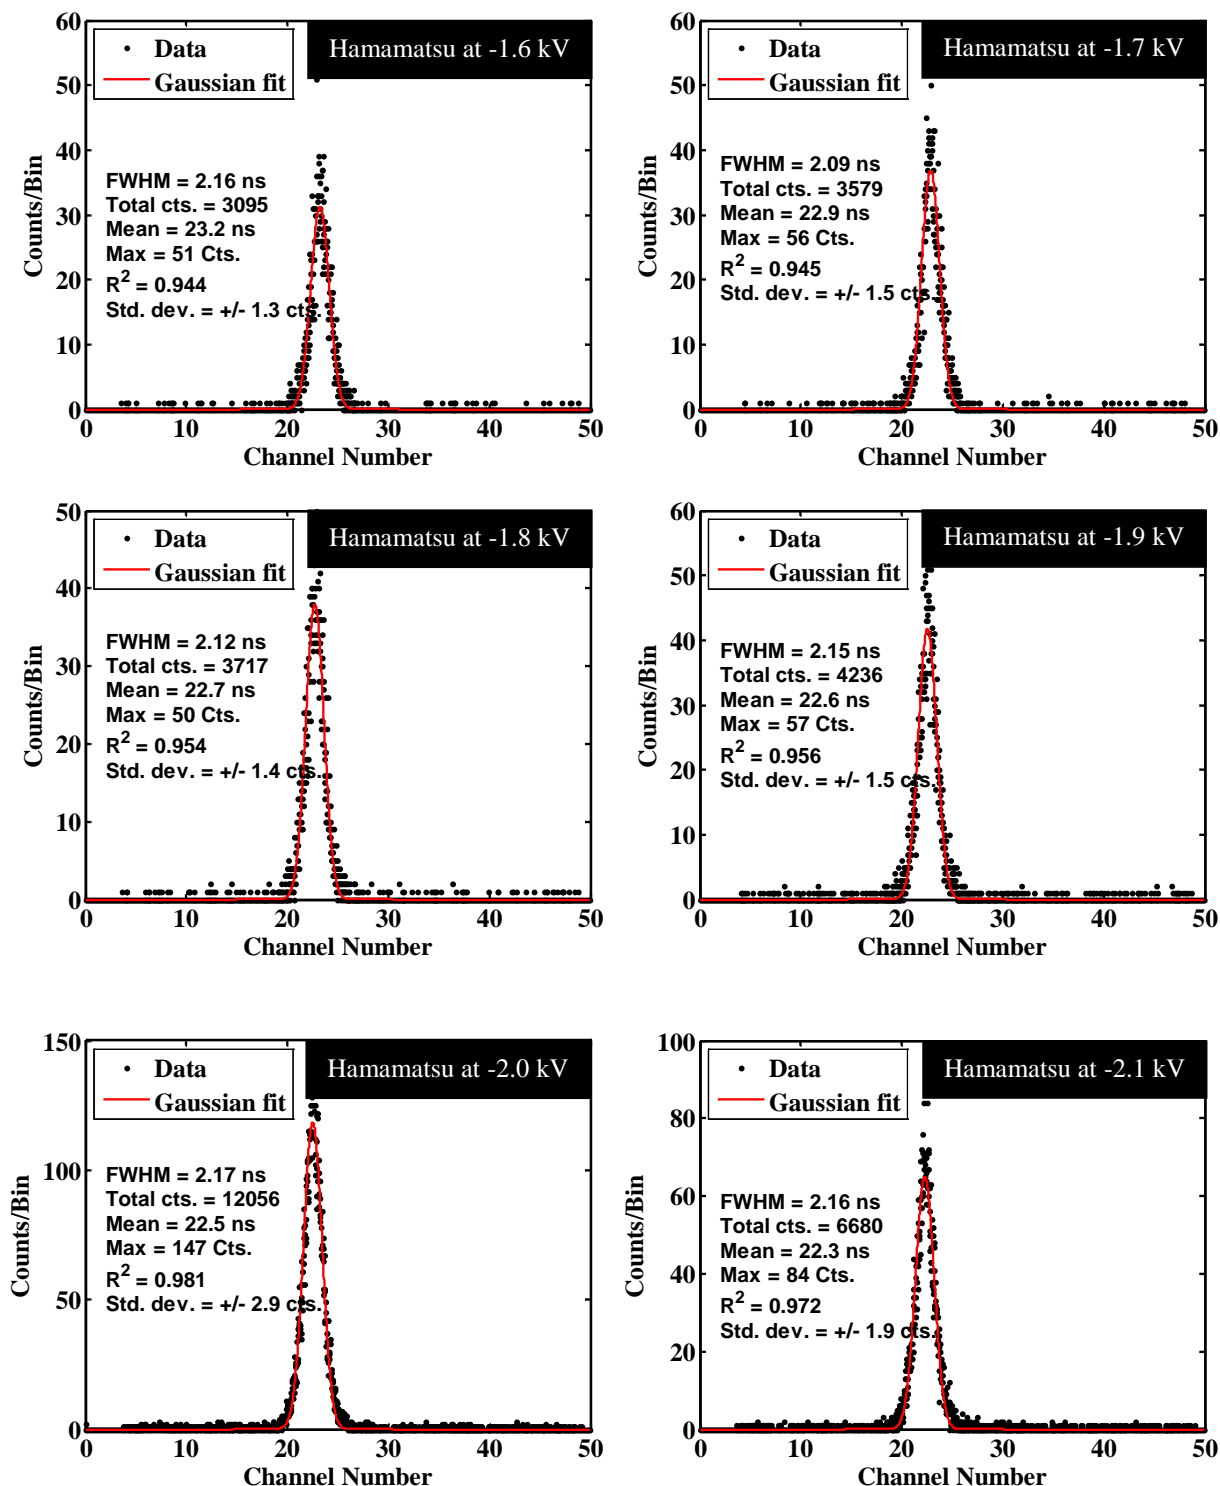 60
50
40
30
20
10
0
Counts/Bin
Data
Gaussian fit
Hamamatsu at -1.6 kV
FWHM = 2.16 ns
Total cts. = 3095
Mean = 23.2 ns
Max = 51 Cts.
R2 = 0.944
Std. dev. = +/- 1.3 cts.
0 10 20 30 40 50
Channel Number
60
50
40
30
20
10
0
Counts/Bin
Data
Gaussian fit
Hamamatsu at -1.7 kV
FWHM = 2.09 ns
Total cts. = 3579
Mean = 22.9 ns
Max = 56 Cts.
R2 = 0.945
Std. dev. = +/- 1.5 cts.
0 10 20 30 40 50
Channel Number
50
40
30
20
10
0
Counts/Bin
Data
Gaussian fit
Hamamatsu at -1.8 kV
FWHM = 2.12 ns
Total cts. = 3717
Mean = 22.7 ns
Max = 50 Cts.
R2 = 0.954
Std. dev. = +/- 1.4 cts.
0 10 20 30 40 50
Channel Number
60
50
40
30
20
10
0
Counts/Bin
Data
Gaussian fit
Hamamatsu at -1.9 kV
FWHM = 2.15 ns
Total cts. = 4236
Mean = 22.6 ns
Max = 57 Cts.
R2 = 0.956
Std. dev. = +/- 1.5 cts.
0 10 20 30 40 50
Channel Number
150
100
50
0
Counts/Bin
Data
Gaussian fit
Hamamatsu at -2.0 kV
FWHM = 2.17 ns
Total cts. = 12056
Mean = 22.5 ns
Max = 147 Cts.
R2 = 0.981
Std. dev. = +/- 2.9 cts.
0 10 20 30 40 50
Channel Number
100
80
60
40
20
0
Counts/Bin
Data
Gaussian fit
Hamamatsu at -2.1 kV
FWHM = 2.16 ns
Total cts. = 6680
Mean = 22.3 ns
Max = 84 Cts.
R2 = 0.972
Std. dev. = +/- 1.9 cts.
0 10 20 30 40 50
Channel Number